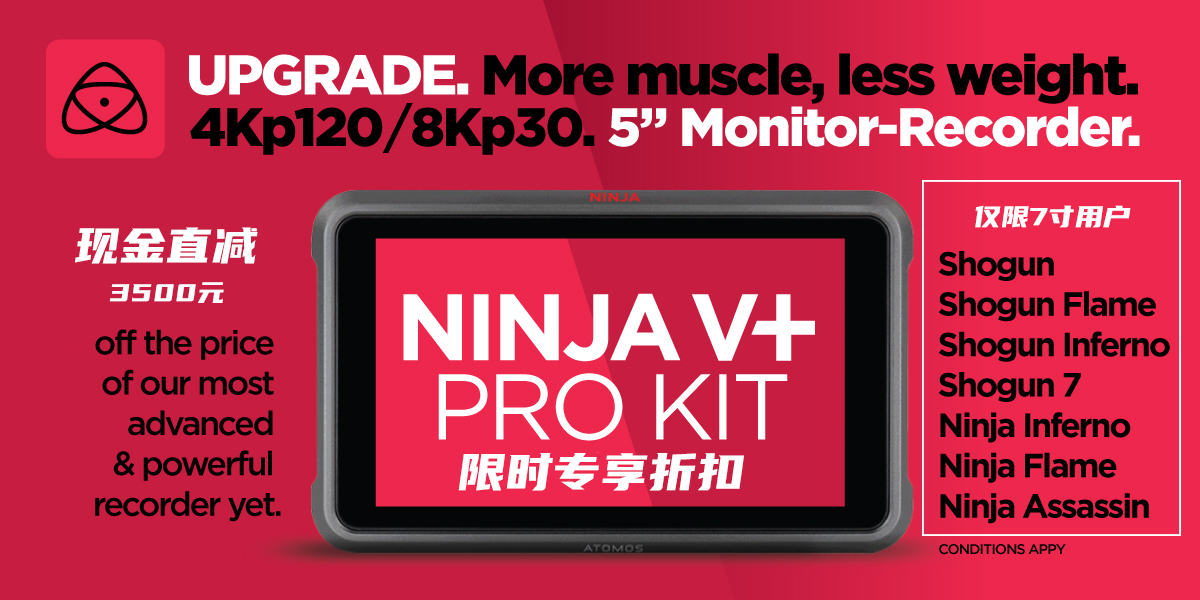 UPGRADE. More muscle, less weight.
4Kp120/8Kp30. 5” Monitor-Recorder.
现金直减
3500元
off the price
of our most
advanced
& powerful
recorder yet.
NINJA
NINJA V+
PRO KIT
限时专享折扣
ATOMOS
仅限7寸用户
Shogun
Shogun Flame
Shogun Inferno
Shogun 7
Ninja Inferno
Ninja Flame
Ninja Assassin
CONDITIONS APPY